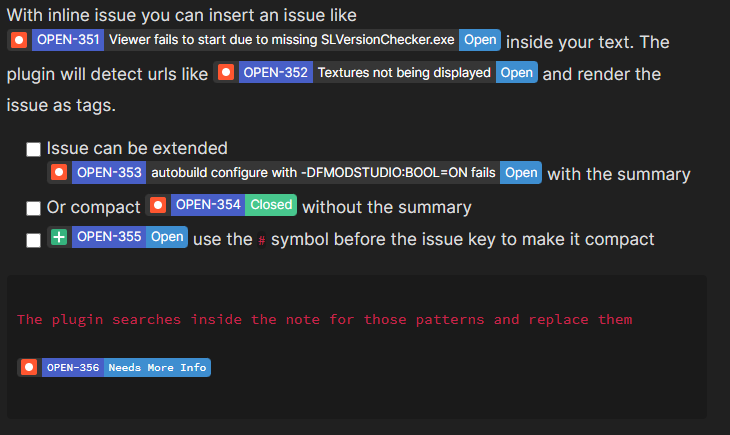 With inline issue you can insert an issue like
OPEN-351 Viewer fails to start due to missing SLVersionChecker.exe Open inside your text. The
plugin will detect urls like OPEN-352 Textures not being displayed Open and render the
issue as tags.
Issue can be extended
OPEN-353 autobuild configure with -DFMODSTUDIO:BOOL=ON fails Open with the summary
Or compact OPEN-354 Closed without the summary
OPEN-355 Open use the # symbol before the issue key to make it compact
The plugin searches inside the note for those patterns and replace them
OPEN-356 Needs More Info